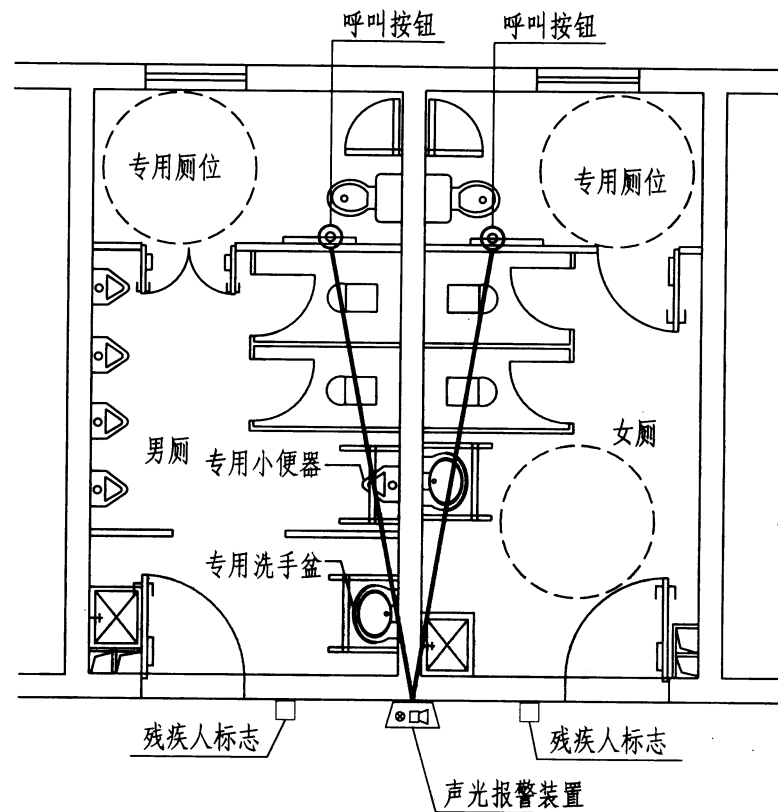 呼叫按钮
呼叫按钮
专用厕位
专用厕位
男厕
专用小便器
女厕
专用洗手盆
残疾人标志
残疾人标志
声光报警装置